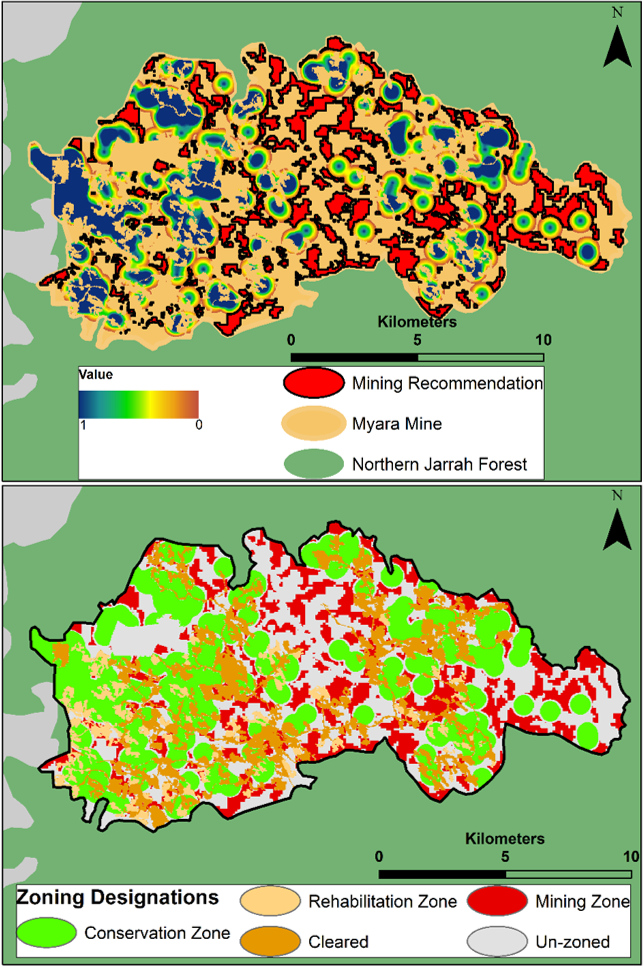 N
Kilometers
0 5 10
Value
1 0
Mining Recommendation
Myara Mine
Northern Jarrah Forest
N
Kilometers
0 5 10
Zoning Designations
Conservation Zone
Rehabilitation Zone
Cleared
Mining Zone
Un-zoned